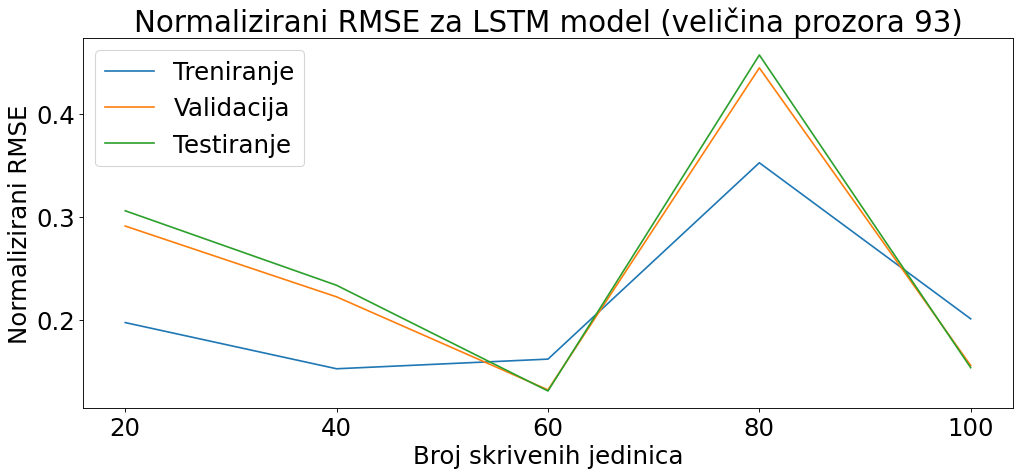 Normalizirani RMSE za LSTM model (veličina prozora 93)
Treniranje
Validacija
Testiranje
Normalizirani RMSE
0.4
0.3
0.2
20 40 60 80 100
Broj skrivenih jedinica